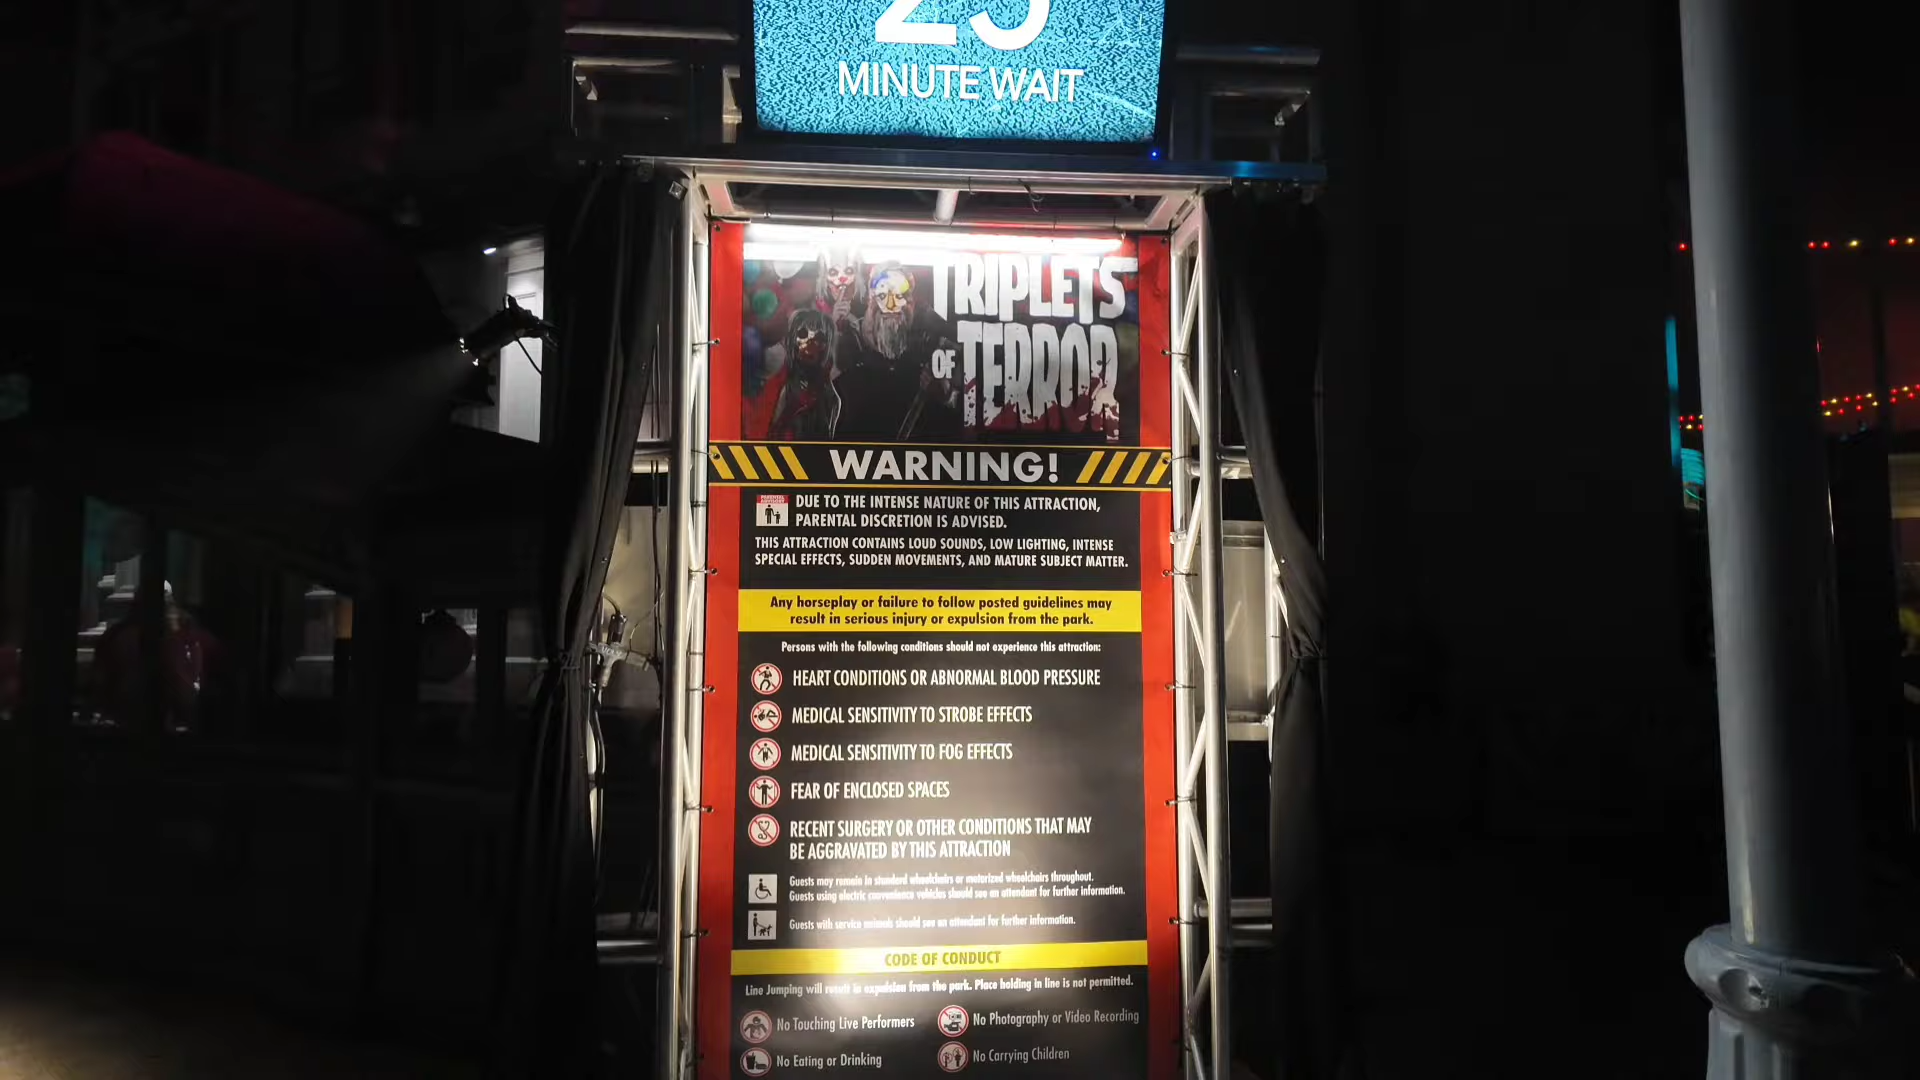 25
MINUTE WAIT
TRIPLETS
OF TERROR
WARNING!
PARENTAL
ADVISORY
DUE TO THE INTENSE NATURE OF THIS ATTRACTION,
PARENTAL DISCRETION IS ADVISED.
THIS ATTRACTION CONTAINS LOUD SOUNDS, LOW LIGHTING, INTENSE
SPECIAL EFFECTS, SUDDEN MOVEMENTS, AND MATURE SUBJECT MATTER.
Any horseplay or failure to follow posted guidelines may
result in serious injury or expulsion from the park.
Persons with the following conditions should not experience this attraction:
HEART CONDITIONS OR ABNORMAL BLOOD PRESSURE
MEDICAL SENSITIVITY TO STROBE EFFECTS
MEDICAL SENSITIVITY TO FOG EFFECTS
FEAR OF ENCLOSED SPACES
RECENT SURGERY OR OTHER CONDITIONS THAT MAY
BE AGGRAVATED BY THIS ATTRACTION
Guests may remain in standard wheelchairs or motorized wheelchairs throughout.
Guests using electric convenience vehicles should see an attendant for further information.
Guests with service animals should see an attendant for further information.
CODE OF CONDUCT
Line Jumping will result in expulsion from the park. Place holding in line is not permitted.
No Touching Live Performers
No Photography or Video Recording
No Eating or Drinking
No Carrying Children